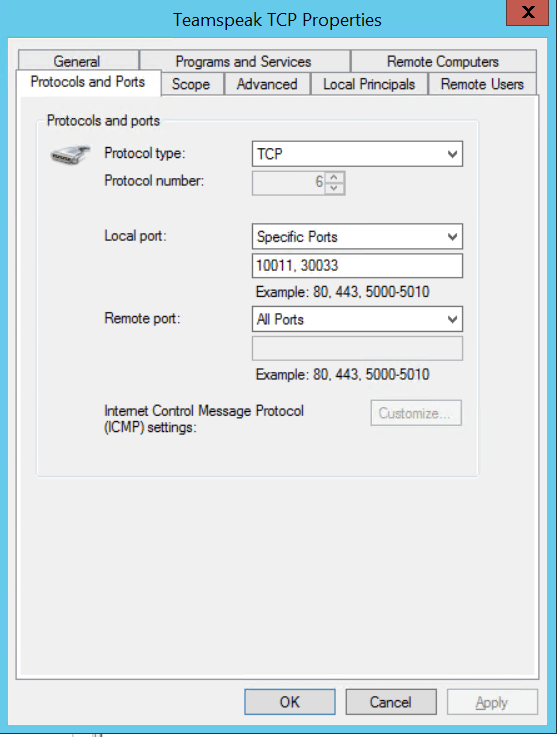 Teamspeak TCP Properties
X
General Programs and Services Remote Computers
Protocols and Ports Scope Advanced Local Principals Remote Users
Protocols and ports
Protocol type: TCP
Protocol number: 6
Local port: Specific Ports
10011, 30033
Example: 80, 443, 5000-5010
Remote port: All Ports
Example: 80, 443, 5000-5010
Internet Control Message Protocol
(ICMP) settings: Customize...
OK Cancel Apply